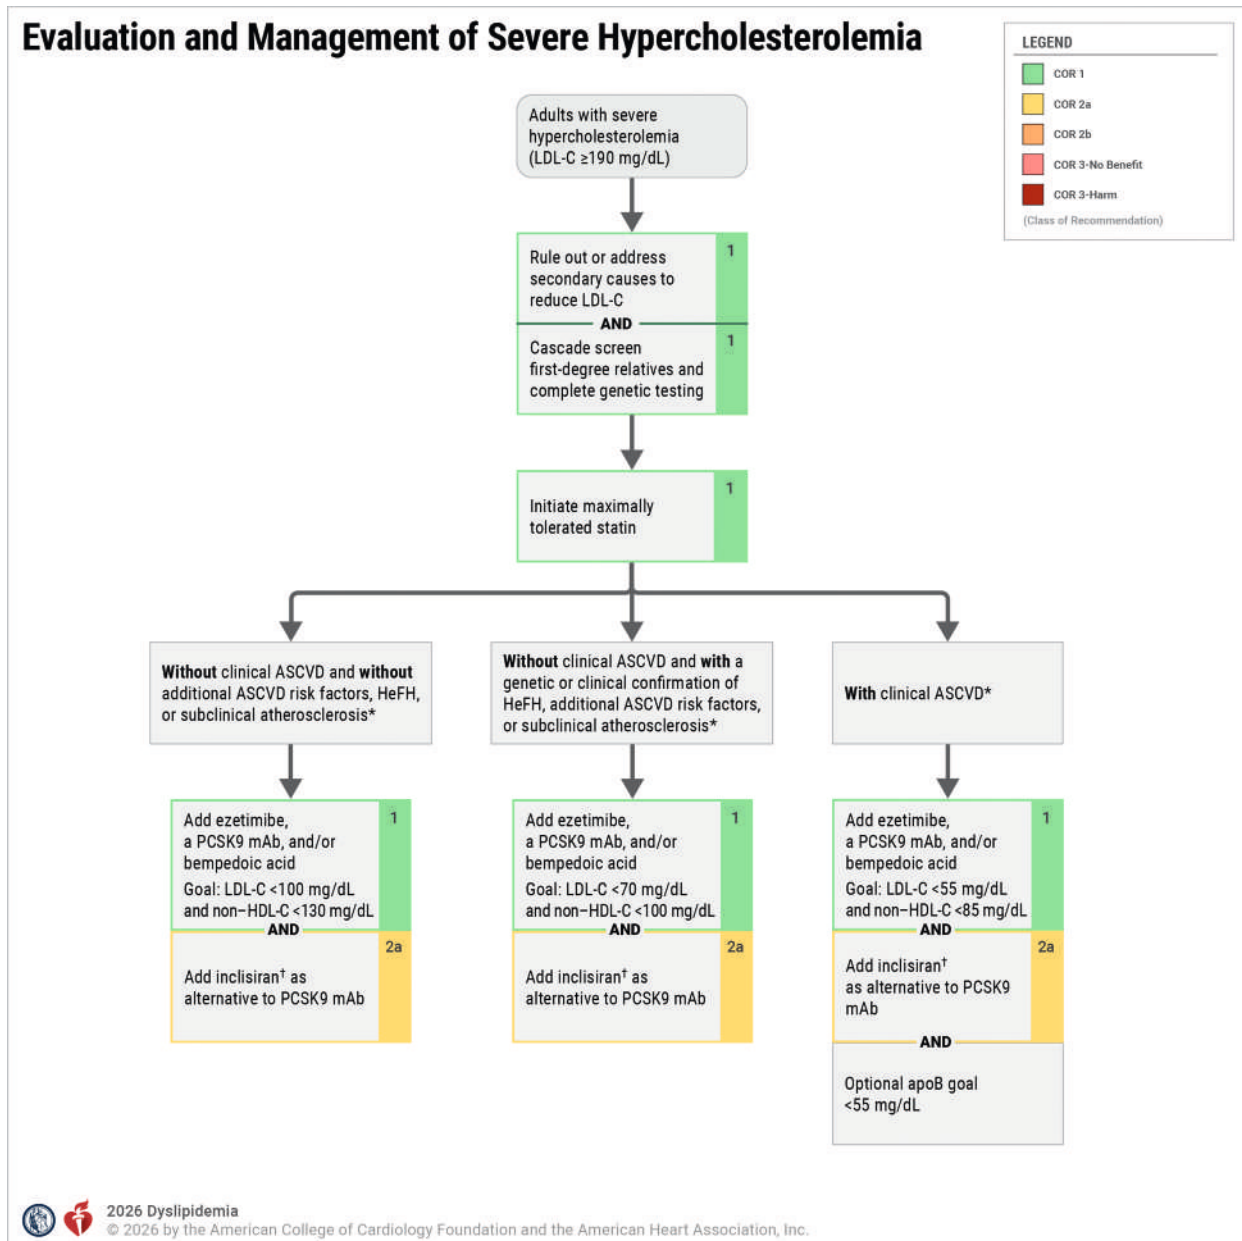 Evaluation and Management of Severe Hypercholesterolemia
LEGEND
COR 1
COR 2a
COR 2b
COR 3-No Benefit
COR 3-Harm
(Class of Recommendation)
Adults with severe
hypercholesterolemia
(LDL-C ≥190 mg/dL)
1
Rule out or address
secondary causes to
reduce LDL-C
AND
1
Cascade screen
first-degree relatives and
complete genetic testing
1
Initiate maximally
tolerated statin
Without clinical ASCVD and without
additional ASCVD risk factors, HeFH,
or subclinical atherosclerosis*
Add ezetimibe,
a PCSK9 mAb, and/or
bempedoic acid
Goal: LDL-C <100 mg/dL
and non–HDL-C <130 mg/dL
1
AND
2a
Add inclisiran† as
alternative to PCSK9 mAb
Without clinical ASCVD and with a
genetic or clinical confirmation of
HeFH, additional ASCVD risk factors,
or subclinical atherosclerosis*
Add ezetimibe,
a PCSK9 mAb, and/or
bempedoic acid
Goal: LDL-C <70 mg/dL
and non–HDL-C <100 mg/dL
1
AND
2a
Add inclisiran† as
alternative to PCSK9 mAb
With clinical ASCVD*
Add ezetimibe,
a PCSK9 mAb, and/or
bempedoic acid
Goal: LDL-C <55 mg/dL
and non–HDL-C <85 mg/dL
1
AND
2a
Add inclisiran†
as alternative to PCSK9
mAb
AND
Optional apoB goal
<55 mg/dL
2026 Dyslipidemia
© 2026 by the American College of Cardiology Foundation and the American Heart Association, Inc.